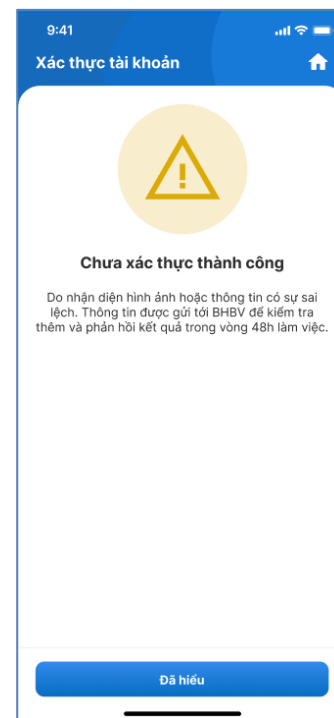 9:41
Xác thực tài khoản
Chưa xác thực thành công
Do nhận diện hình ảnh hoặc thông tin có sự sai
lệch. Thông tin được gửi tới BHBV để kiểm tra
thêm và phản hồi kết quả trong vòng 48h làm việc.
Đã hiểu